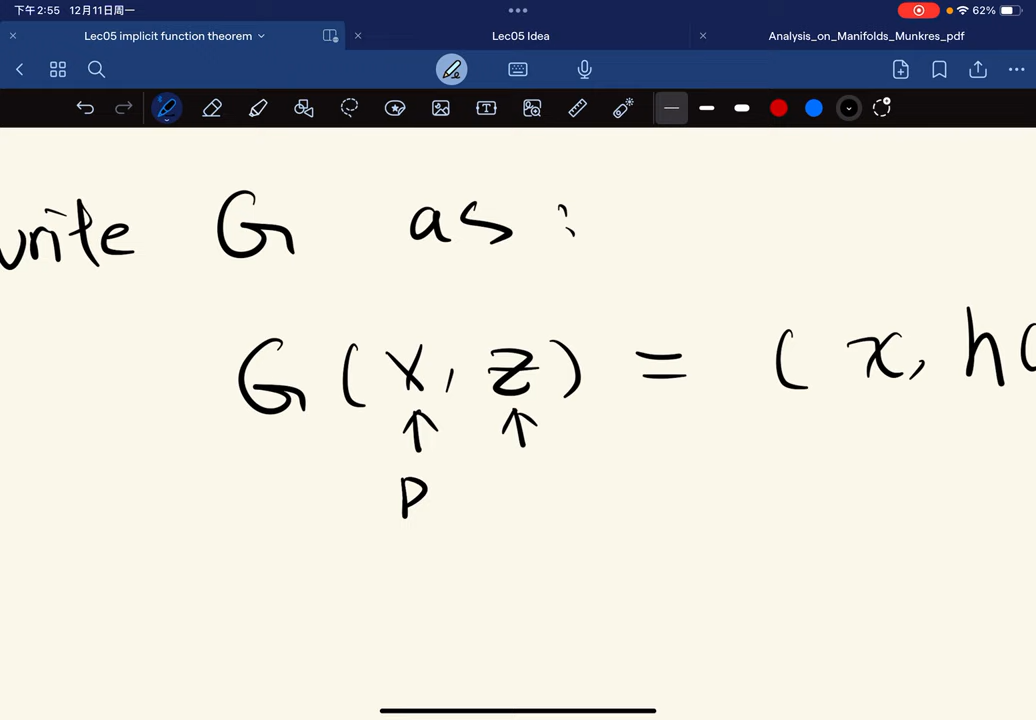 下午2:55 12月11日周一
62%
Lec05 implicit function theorem
Lec05 Idea
Analysis_on_Manifolds_Munkres_pdf
write G as :
G(x, z) = (x, h(
↑ ↑
P